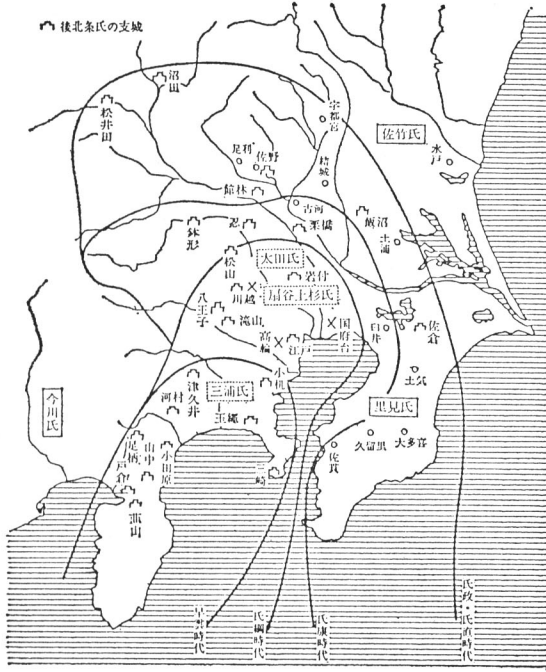 後北条氏の支城
沼田
松井田
宇都宮
佐竹氏
水戸
足利
佐野
結城
館林
古河
飯沼
栗橋
土浦
鉢形
忍
松山
太田氏
岩付
川越
扇谷上杉氏
八王子
滝山
高輪
江戸
国府台
臼井
佐倉
小机
土気
津久井
河村
三浦氏
玉縄
里見氏
今川氏
足柄
山中
小田原
戸倉
韮山
三崎
佐貫
久留里
大多喜
早雲時代
氏綱時代
氏康時代
氏政・氏直時代